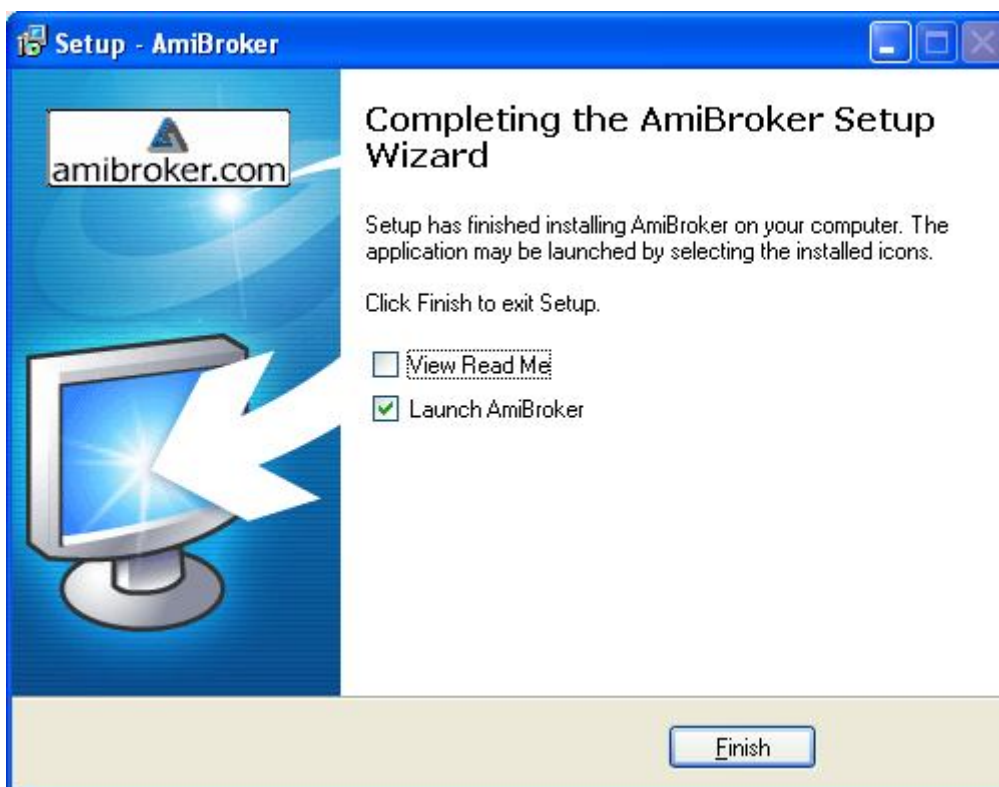 Setup - AmiBroker
amibroker.com
Completing the AmiBroker Setup
Wizard
Setup has finished installing AmiBroker on your computer. The
application may be launched by selecting the installed icons.
Click Finish to exit Setup.
View Read Me
Launch AmiBroker
Finish